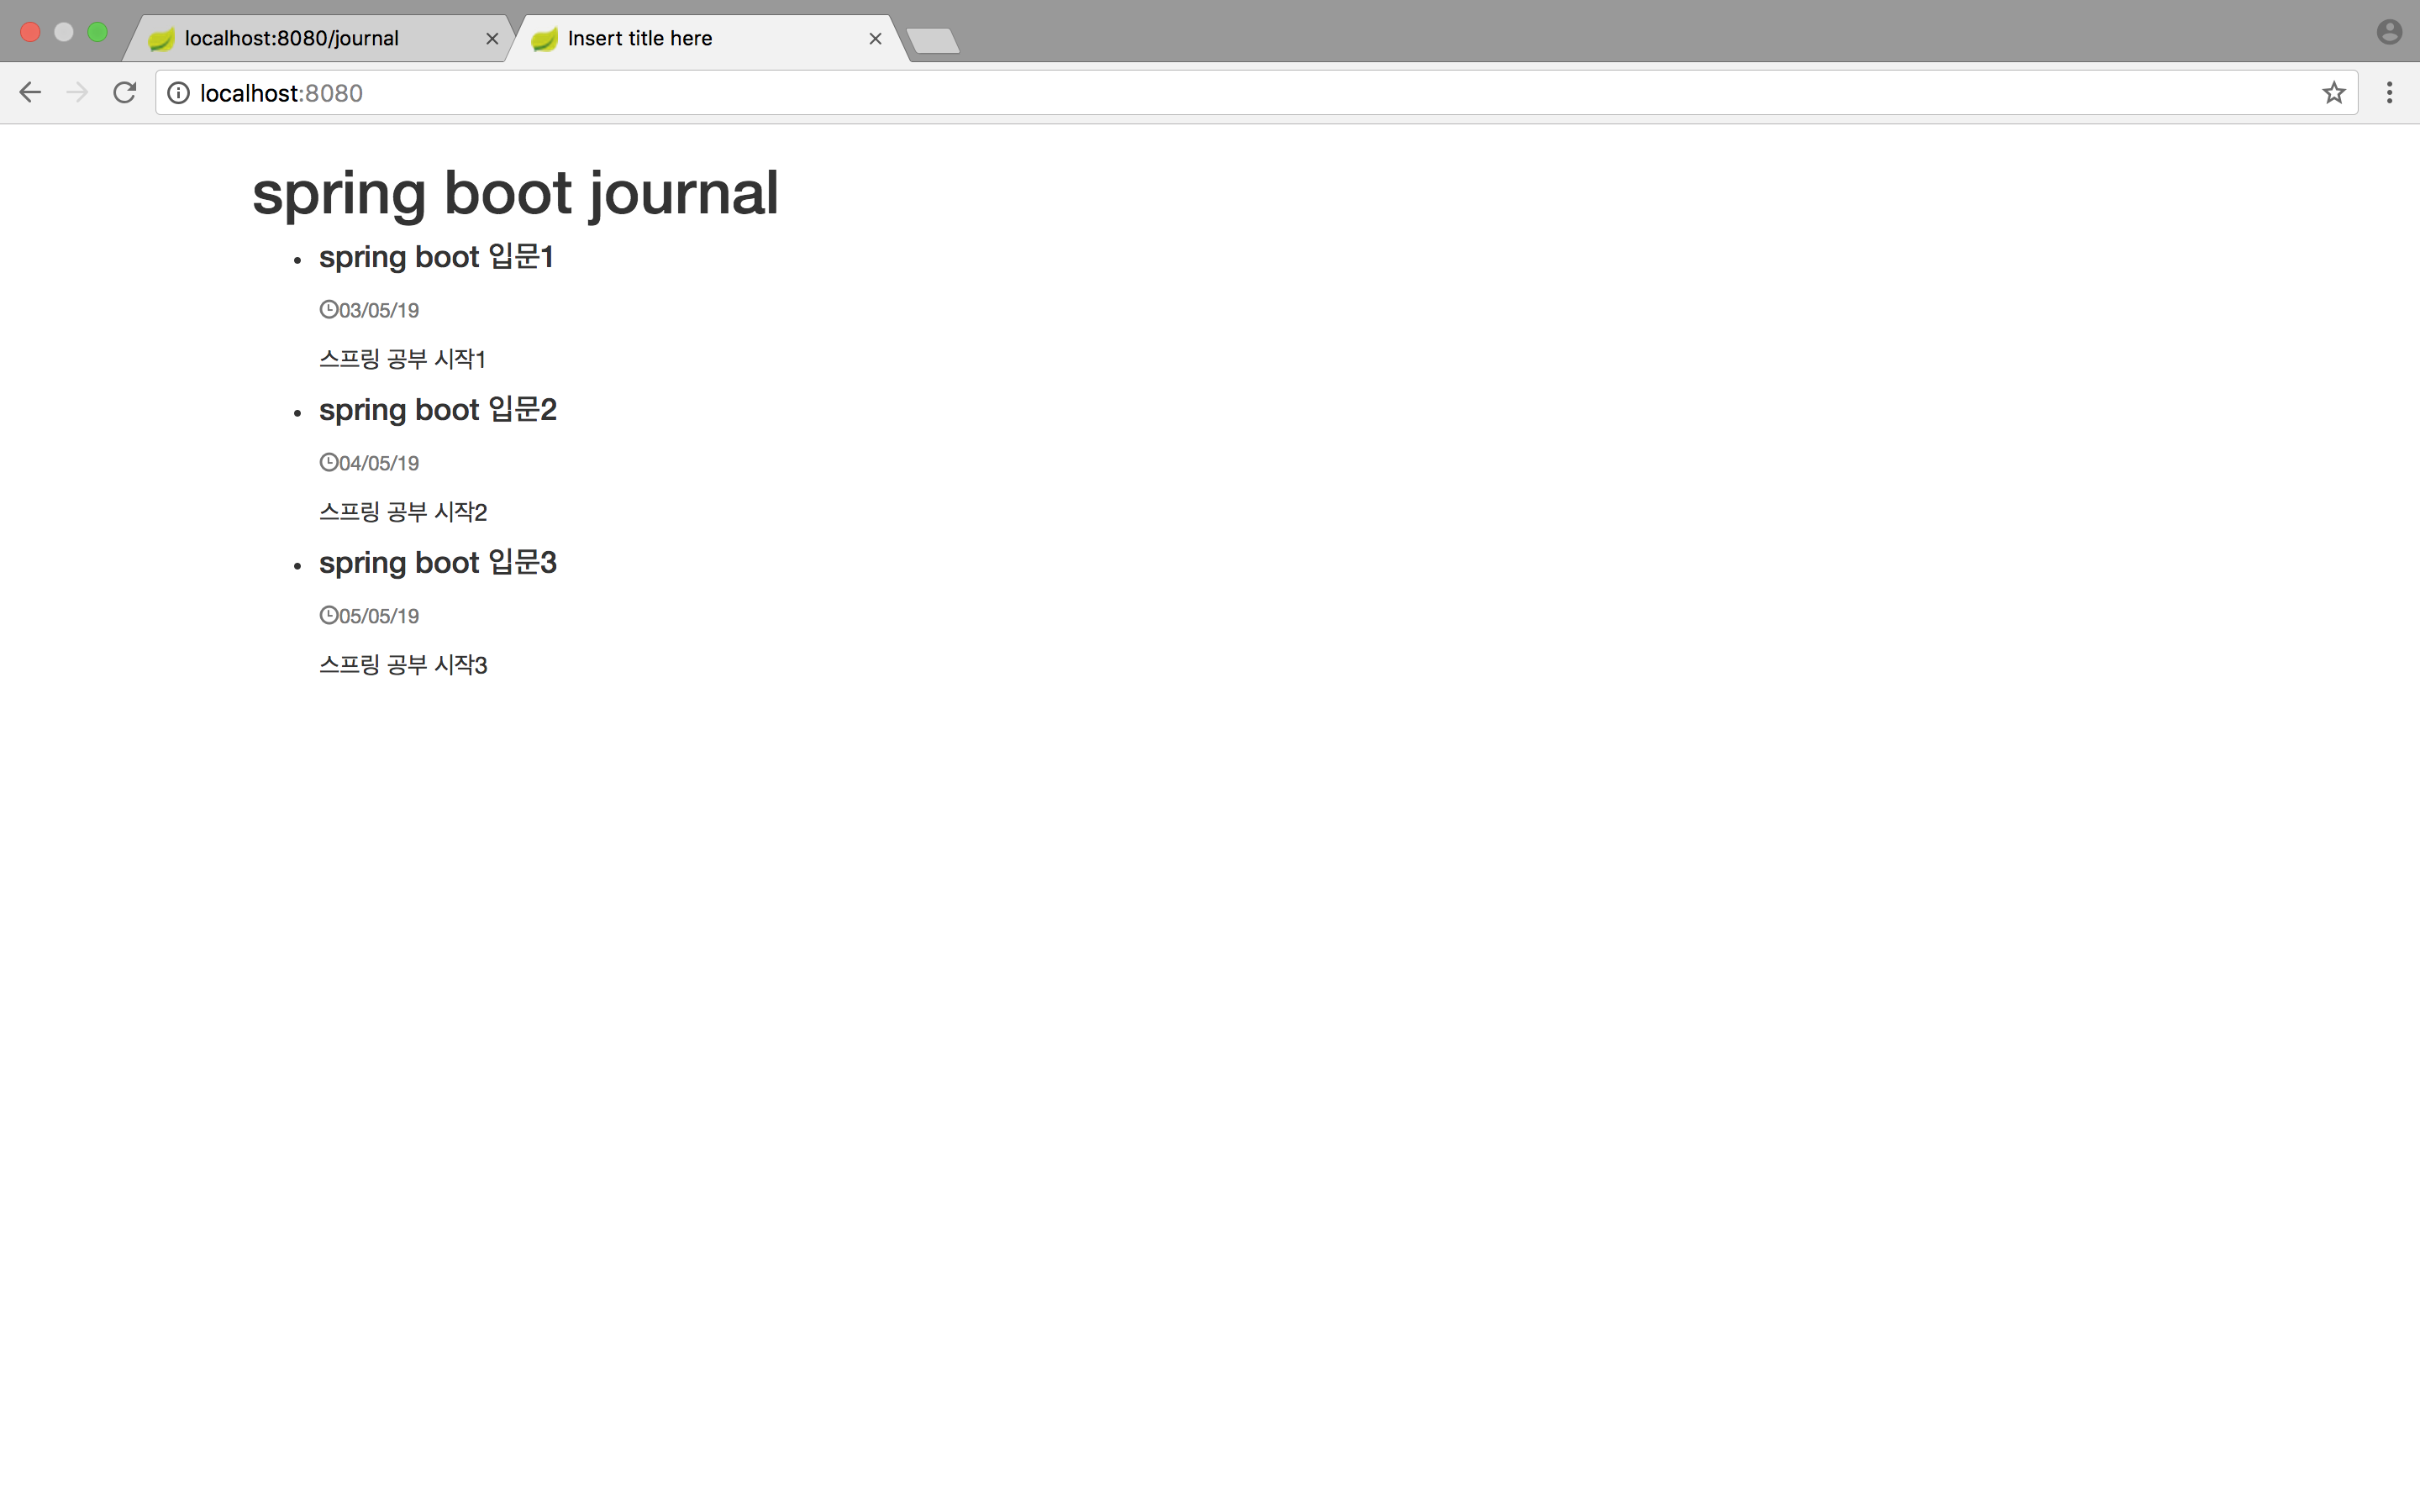 localhost:8080/journal
Insert title here
localhost:8080
spring boot journal
• spring boot 입문1
03/05/19
스프링 공부 시작1
• spring boot 입문2
04/05/19
스프링 공부 시작2
• spring boot 입문3
05/05/19
스프링 공부 시작3